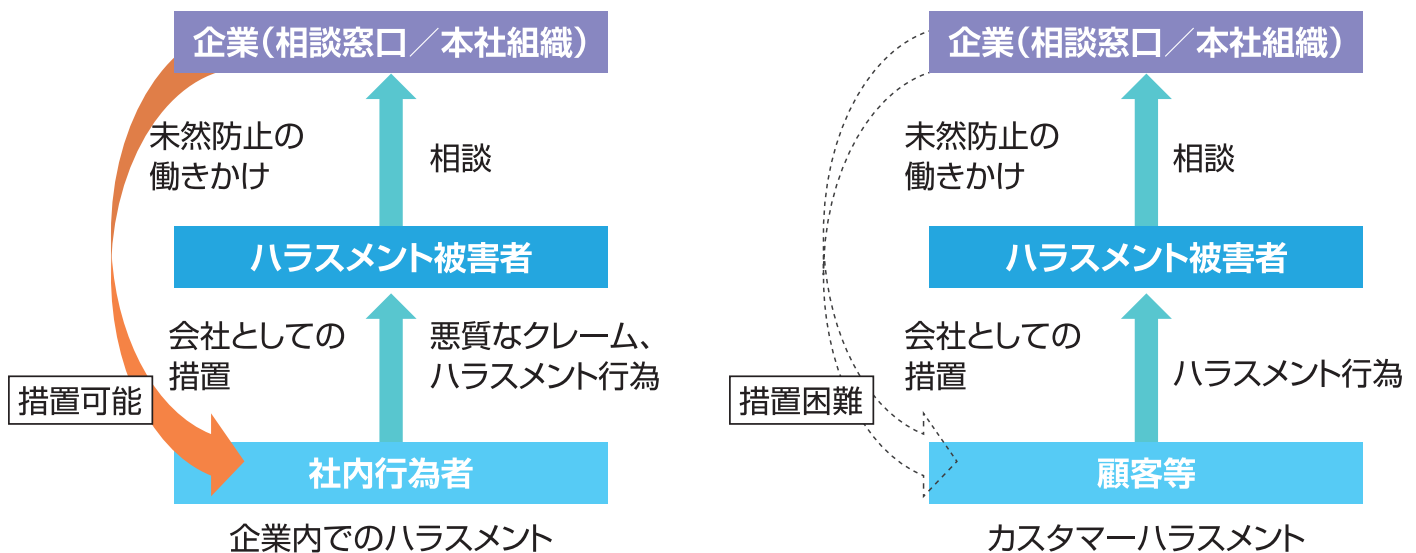 企業（相談窓口／本社組織）
未然防止の
働きかけ
相談
ハラスメント被害者
会社としての
措置
悪質なクレーム、
ハラスメント行為
措置可能
社内行為者
企業内でのハラスメント
企業（相談窓口／本社組織）
未然防止の
働きかけ
相談
ハラスメント被害者
会社としての
措置
ハラスメント行為
措置困難
顧客等
カスタマーハラスメント